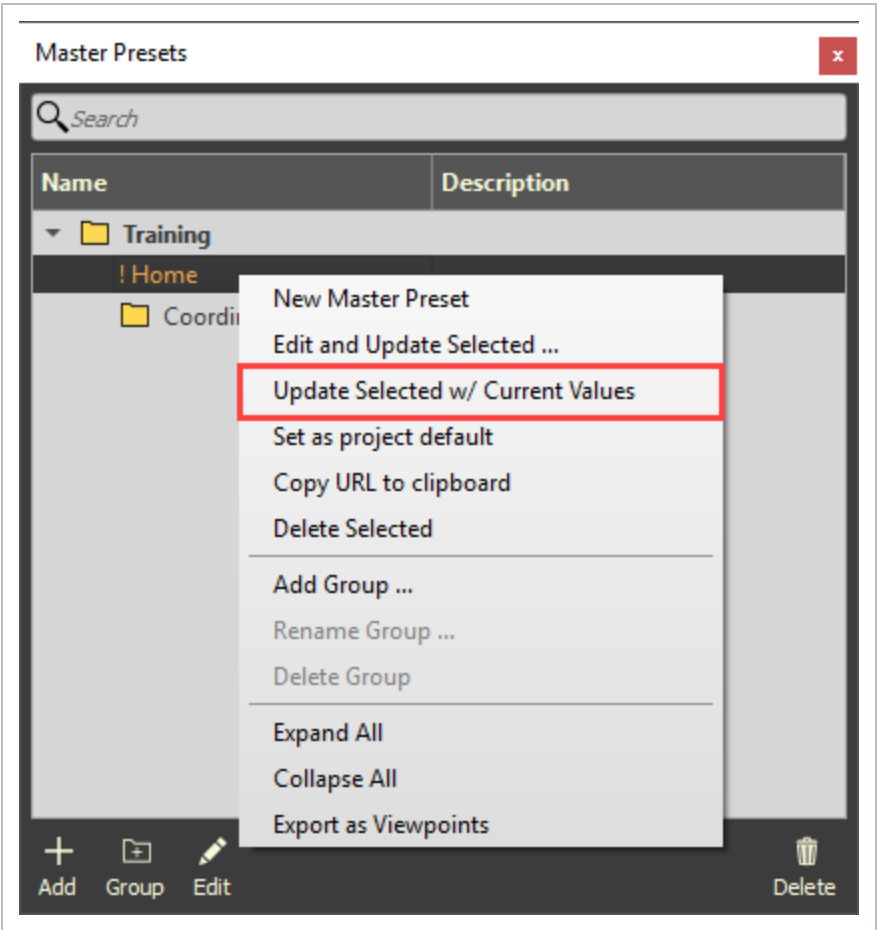 Master Presets
x
Search
Name Description
Training
! Home
New Master Preset
Edit and Update Selected ...
Update Selected w/ Current Values
Set as project default
Copy URL to clipboard
Delete Selected
Add Group ...
Rename Group ...
Delete Group
Expand All
Collapse All
Export as Viewpoints
Add Group Edit Delete